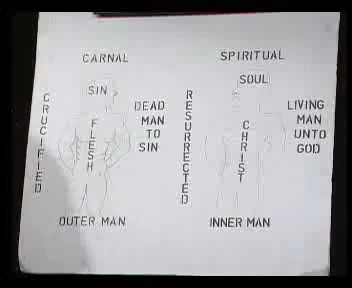 CARNAL
SIN
CRUCIFIED
FLESH
DEAD
MAN
TO
SIN
OUTER MAN
SPIRITUAL
SOUL
RESURRECTED
CHRIST
LIVING
MAN
UNTO
GOD
INNER MAN